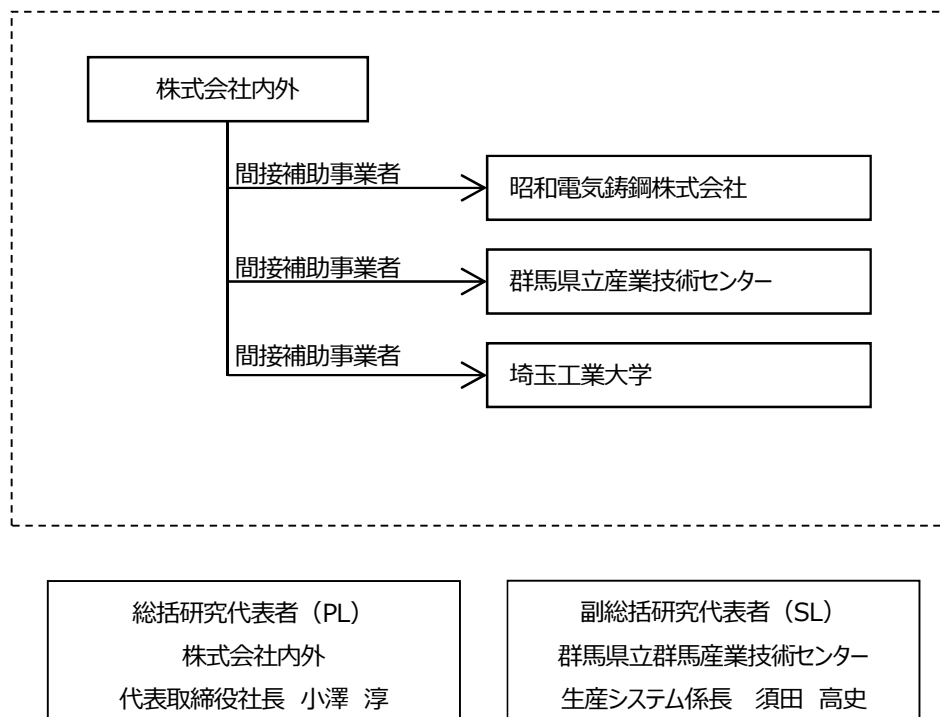 株式会社内外
間接補助事業者
昭和電気鋳鋼株式会社
間接補助事業者
群馬県立産業技術センター
間接補助事業者
埼玉工業大学
総括研究代表者（PL）
株式会社内外
代表取締役社長 小澤 淳
副総括研究代表者（SL）
群馬県立群馬産業技術センター
生産システム係長　須田 高史